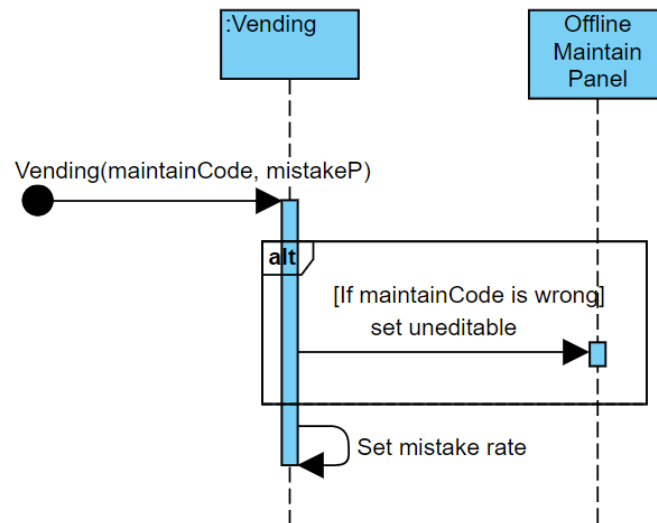 :Vending
Offline
Maintain
Panel
Vending(maintainCode, mistakeP)
alt
[If maintainCode is wrong]
set uneditable
Set mistake rate